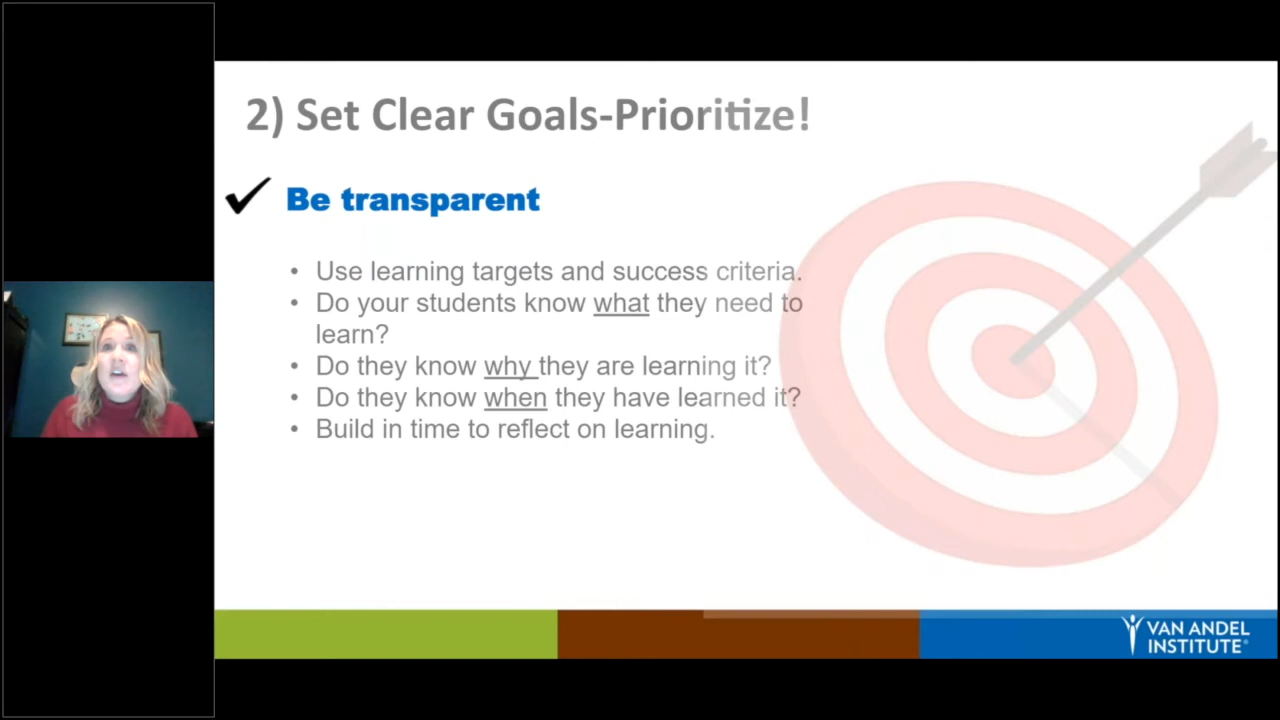 2) Set Clear Goals-Prioritize!
Be transparent
• Use learning targets and success criteria.
• Do your students know what they need to
learn?
• Do they know why they are learning it?
• Do they know when they have learned it?
• Build in time to reflect on learning.
VAN ANDEL
INSTITUTE®